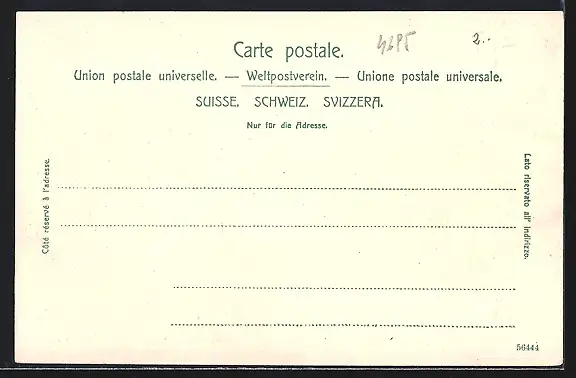 4295 2..
Carte postale.
Union postale universelle. — Weltpostverein. — Unione postale universale.
SUISSE. SCHWEIZ. SVIZZERA.
Nur für die Adresse.
Côté réservé à l'adresse.
Lato riservato all' indirizzo.
56444